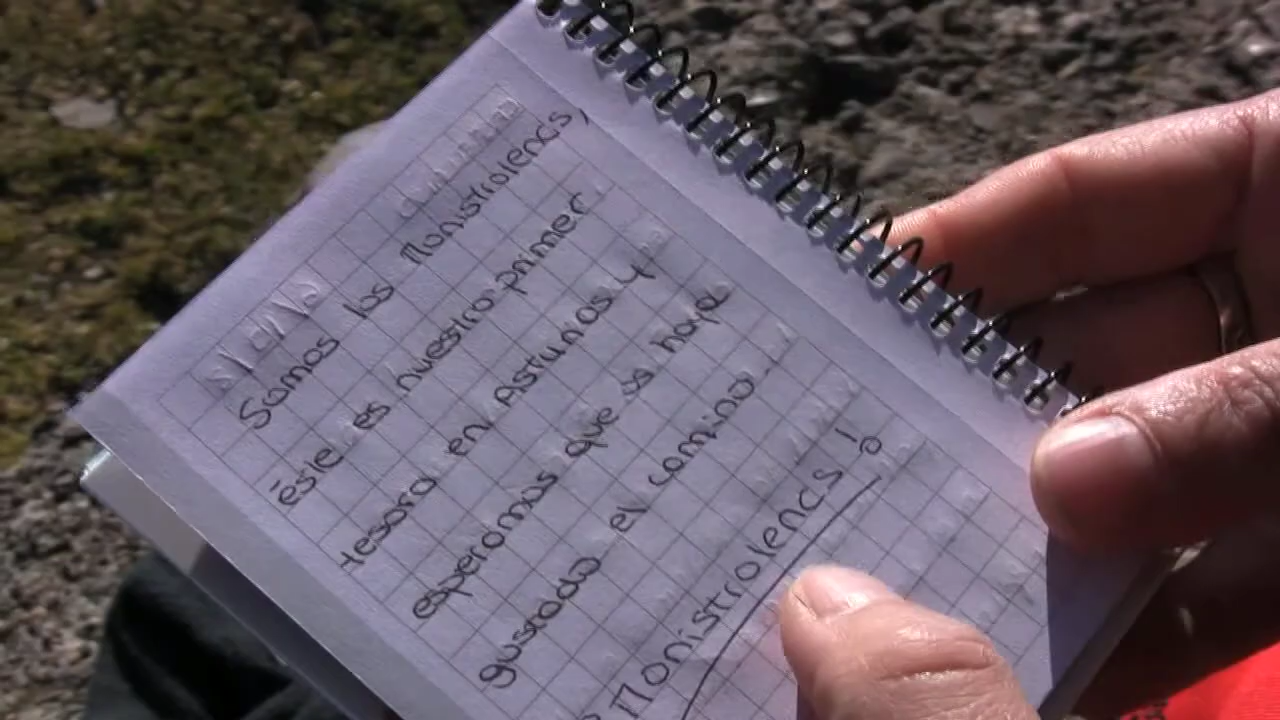 Somos los Monistrolencs,
éste es nuestro primer
tesoro en Asturias y
esperamos que os haya
gustado el camino.
Monistrolencs!